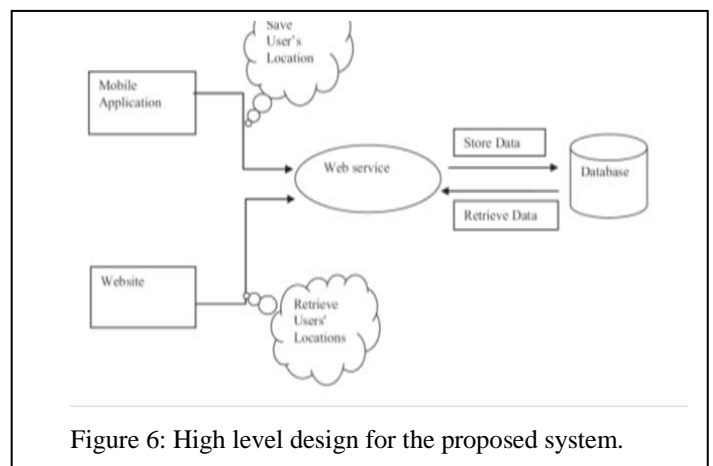 Save
User's
Location
Mobile
Application
Store Data
Web service
Database
Retrieve Data
Website
Retrieve
Users'
Locations
Figure 6: High level design for the proposed system.